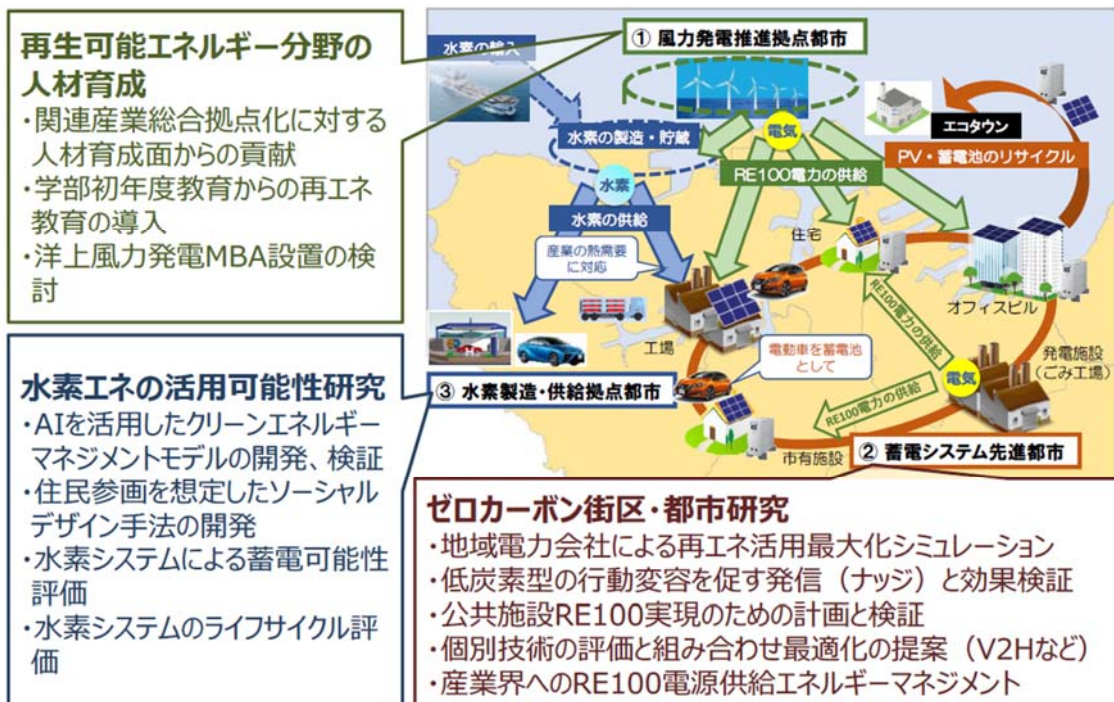 再生可能エネルギー分野の
人材育成
・関連産業総合拠点化に対する
人材育成面からの貢献
・学部初年度教育からの再エネ
教育の導入
・洋上風力発電MBA設置の検
討
水素エネの活用可能性研究
・AIを活用したクリーンエネルギー
マネジメントモデルの開発、検証
・住民参画を想定したソーシャル
デザイン手法の開発
・水素システムによる蓄電可能性
評価
・水素システムのライフサイクル評
価
① 風力発電推進拠点都市
水素の輸入
水素の製造・貯蔵
電気
エコタウン
PV・蓄電池のリサイクル
RE100電力の供給
水素
水素の供給
住宅
産業の熱需要
に対応
オフィスビル
工場
RE100電力の供給
電動車を蓄電池
として
発電施設
(ごみ工場)
電気
③ 水素製造・供給拠点都市
RE100電力の供給
市有施設
② 蓄電システム先進都市
ゼロカーボン街区・都市研究
・地域電力会社による再エネ活用最大化シミュレーション
・低炭素型の行動変容を促す発信（ナッジ）と効果検証
・公共施設RE100実現のための計画と検証
・個別技術の評価と組み合わせ最適化の提案（V2Hなど）
・産業界へのRE100電源供給エネルギーマネジメント